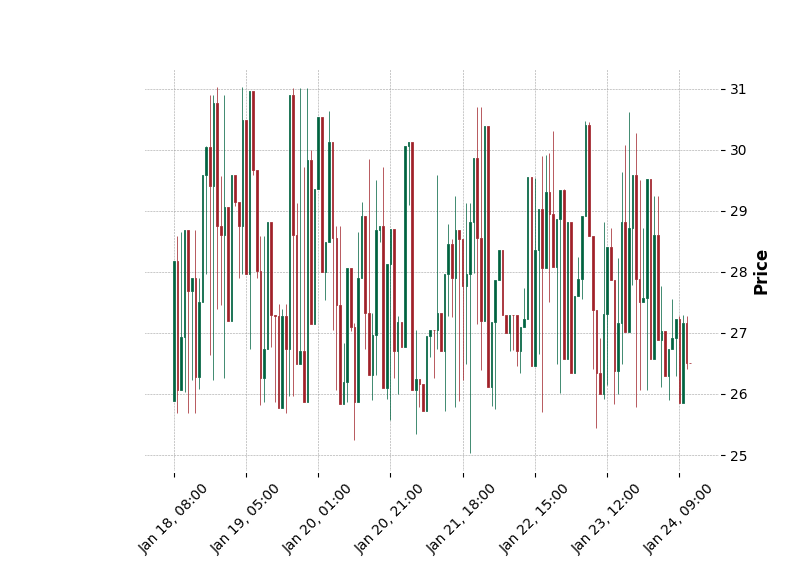 31
30
29
28
27
26
25
Price
Jan 18, 08:00
Jan 19, 05:00
Jan 20, 01:00
Jan 20, 21:00
Jan 21, 18:00
Jan 22, 15:00
Jan 23, 12:00
Jan 24, 09:00